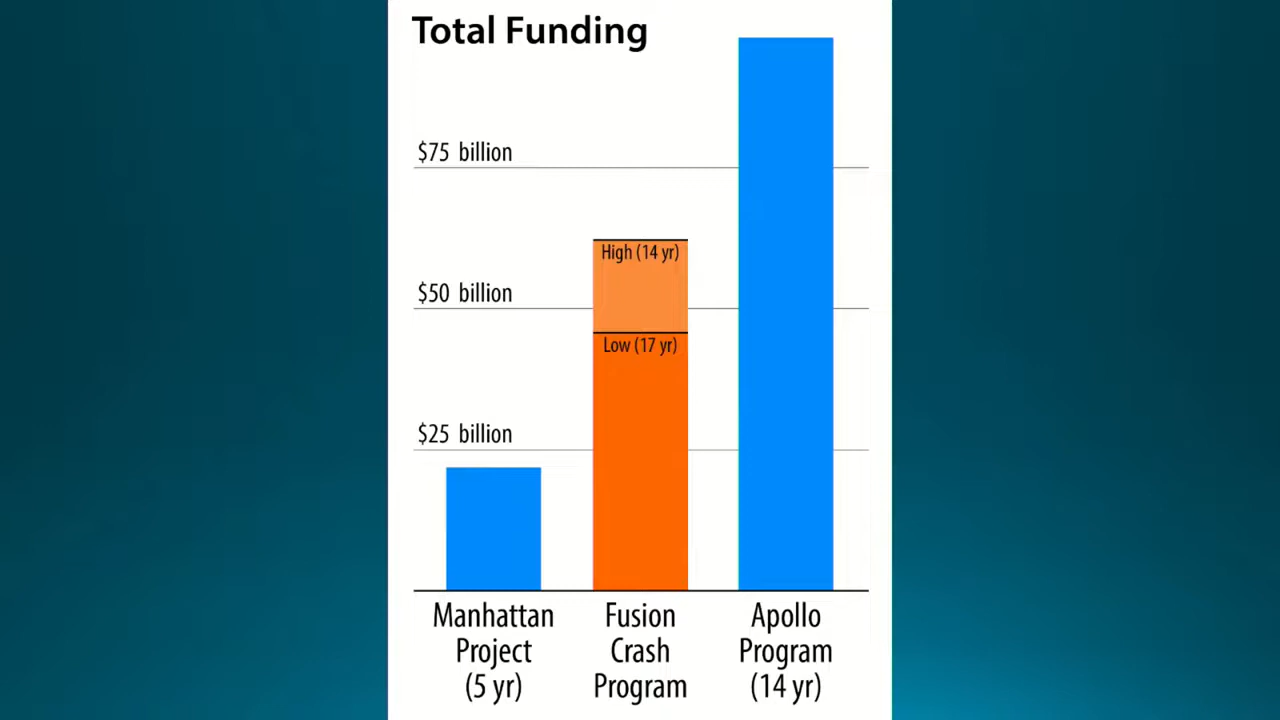 Total Funding
$75 billion
High (14 yr)
$50 billion
Low (17 yr)
$25 billion
Manhattan
Project
(5 yr)
Fusion
Crash
Program
Apollo
Program
(14 yr)